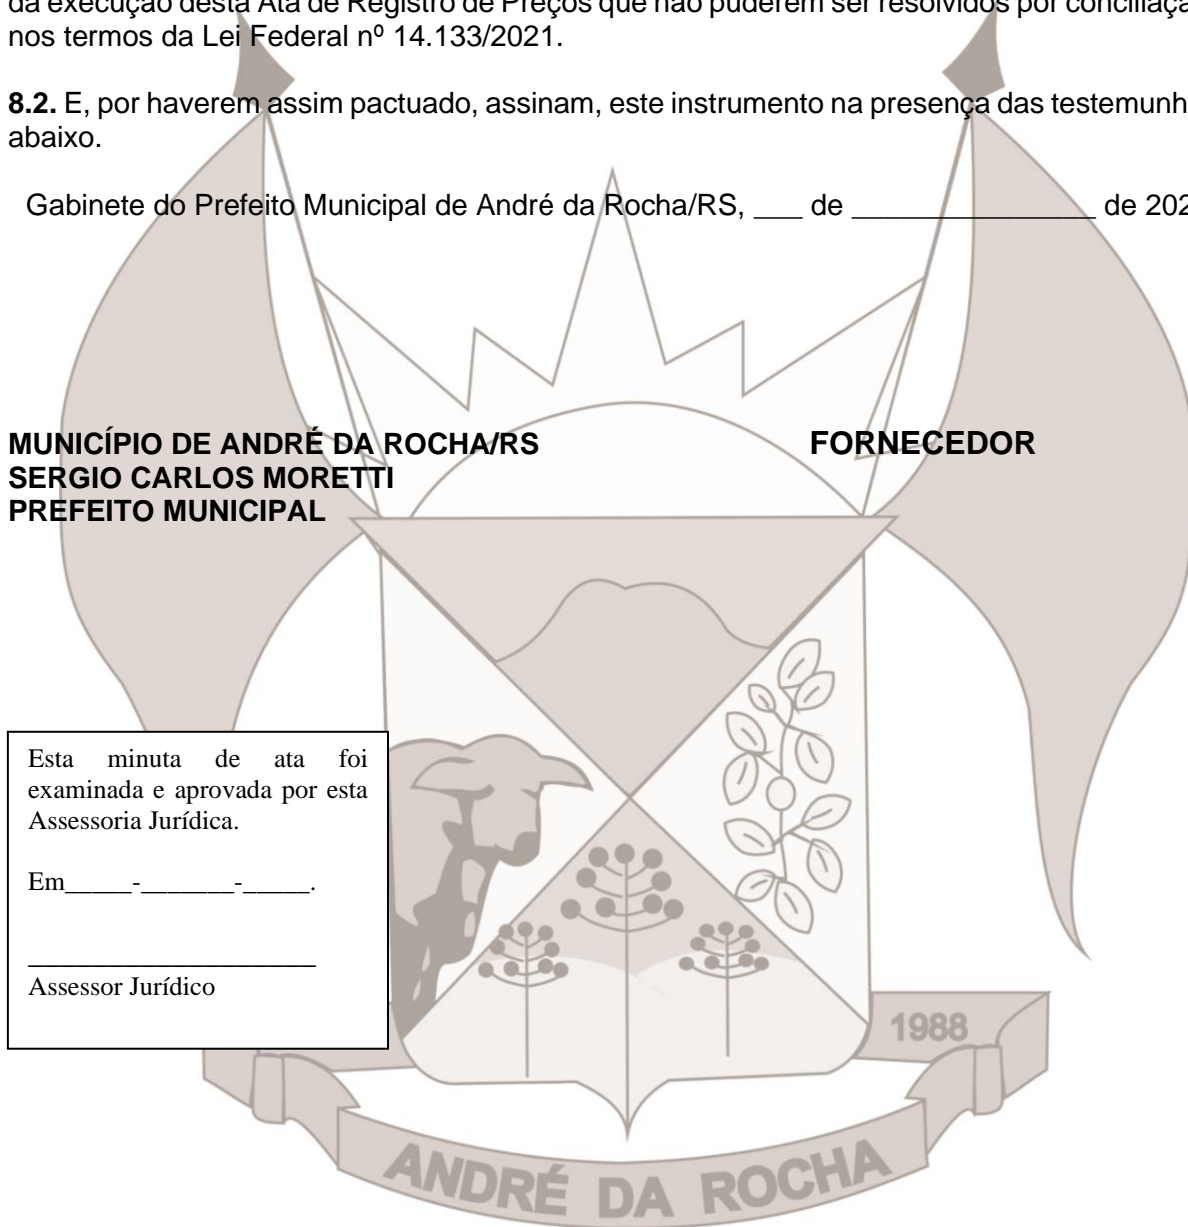 da execução desta Ata de Registro de Preços que não puderem ser resolvidos por
nos termos da Lei Federal nº 14.133/2021.
8.2. E, por haverem assim pactuado, assinam, este instrumento na presença das
abaixo.
Gabinete do Prefeito Municipal de André da Rocha/RS, ___ de _______________ de
MUNICÍPIO DE ANDRÉ DA ROCHA/RS
SERGIO CARLOS MORETTI
PREFEITO MUNICIPAL
FORNECEDOR
Esta minuta de ata foi
examinada e aprovada por esta
Assessoria Jurídica.
Em_____-_______-_____.
___________________
Assessor Jurídico
1988
ANDRÉ DA ROCHA